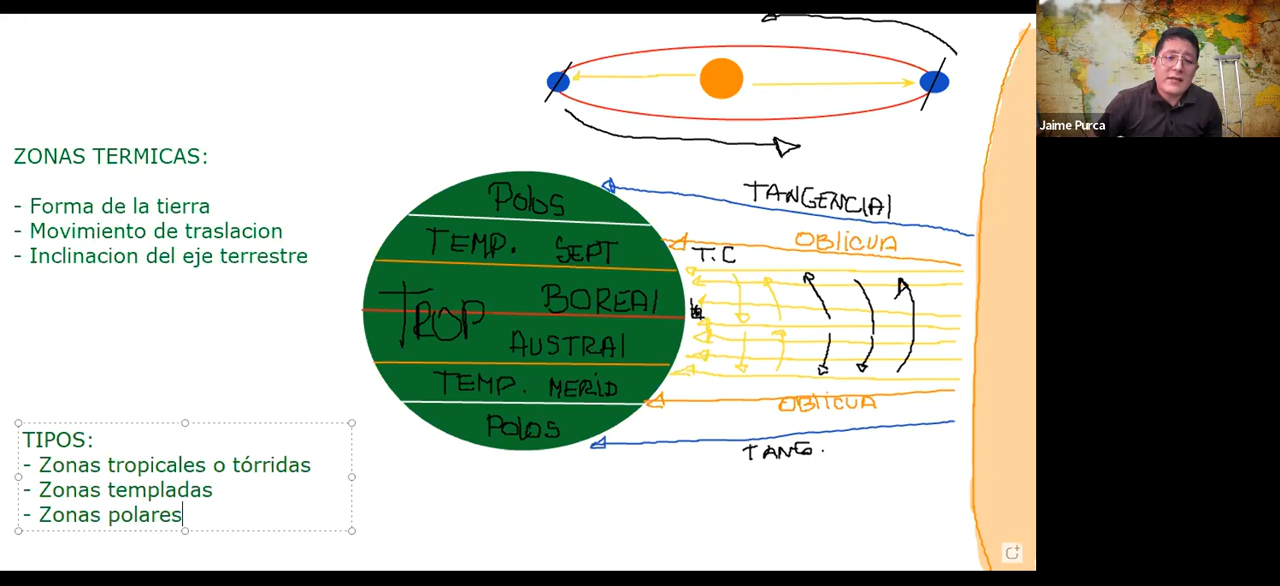 ZONAS TERMICAS:
- Forma de la tierra
- Movimiento de traslacion
- Inclinacion del eje terrestre
TIPOS:
- Zonas tropicales o tórridas
- Zonas templadas
- Zonas polares
Polos
TEMP. SEPT
TROP
BOREAl
AUSTRAl
TEMP. MERID
Polos
TANGENCIAl
OBlICUA
T.C
OBlICUA
TANG.
Jaime Purca